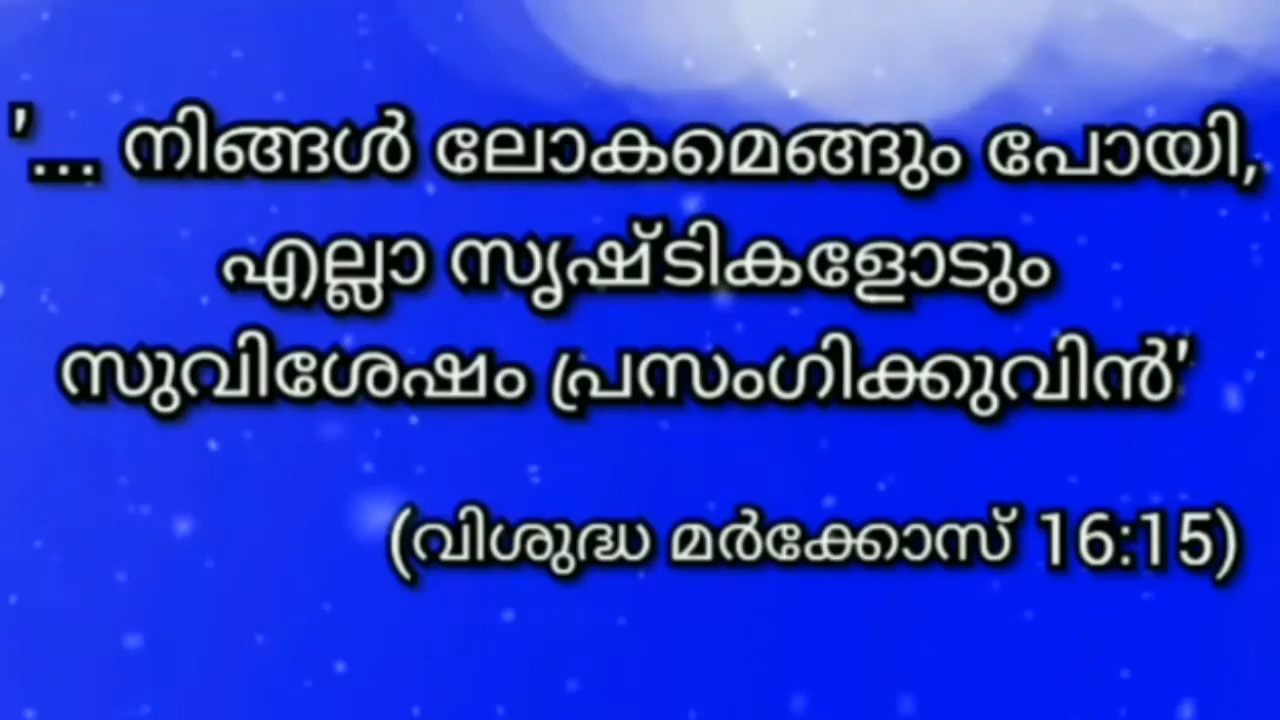 '... നിങ്ങൾ ലോകമെങ്ങും പോയി,
എല്ലാ സൃഷ്ടികളോടും
സുവിശേഷം പ്രസംഗിക്കുവിൻ'
(വിശുദ്ധ മർക്കോസ് 16:15)